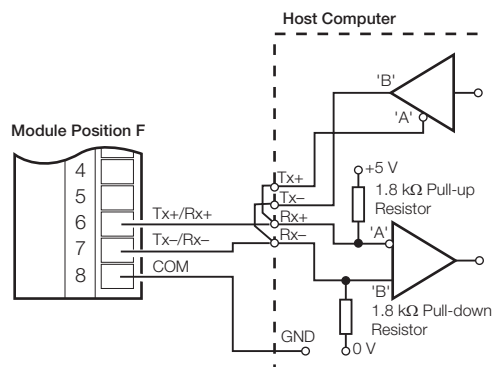 Host Computer
'B'
'A'
Module Position F
4
5
6
7
8
Tx+/Rx+
Tx–/Rx–
COM
Tx+
Tx–
Rx+
Rx–
+5 V
1.8 kΩ Pull-up
Resistor
'A'
'B'
1.8 kΩ Pull-down
Resistor
GND
0 V